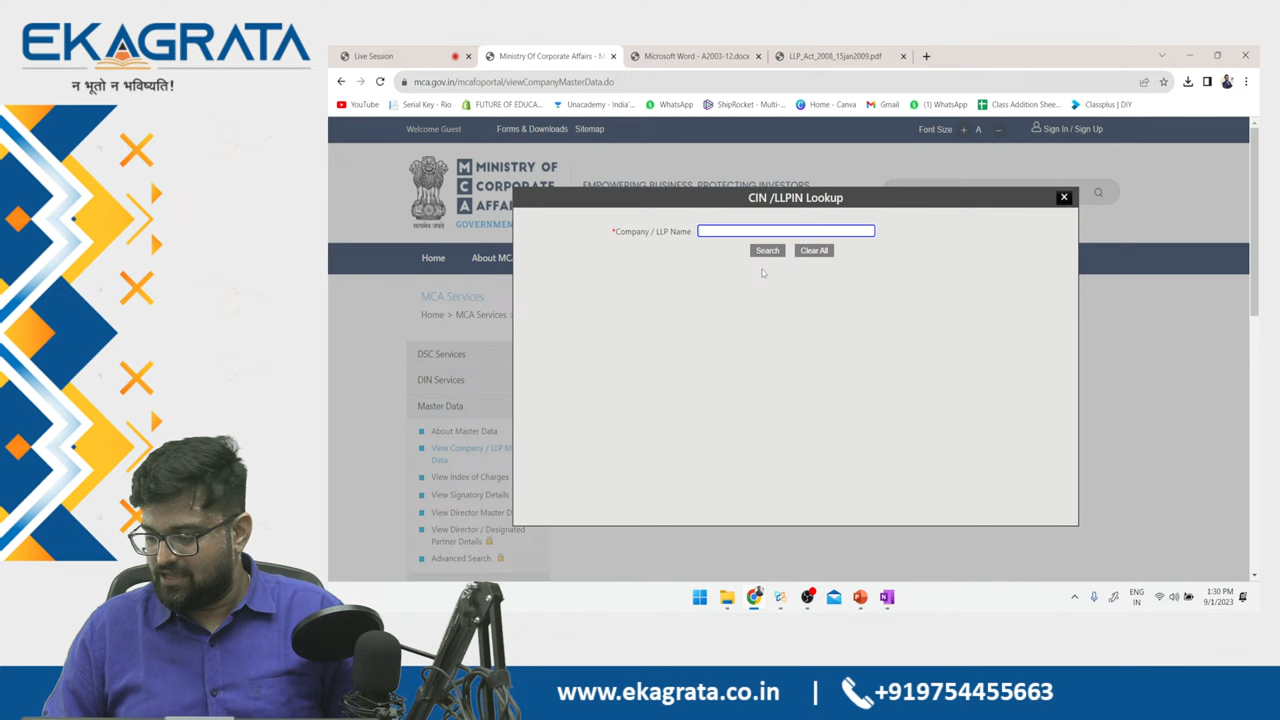 EKAGRATA
न भूतो न भविष्यति!
Live Session
Ministry Of Corporate Affairs - M
Microsoft Word - A2003-12.docx
LLP_Act_2008_15jan2009.pdf
mca.gov.in/mcafoportal/viewCompanyMasterData.do
YouTube
Serial Key - Rio
FUTURE OF EDUCA...
Unacademy - India'...
WhatsApp
ShipRocket - Multi-...
Home - Canva
Gmail
(1) WhatsApp
Class Addition Shee...
Classplus | DIY
Welcome Guest
Forms & Downloads
Sitemap
Font Size + A -
Sign In / Sign Up
MCA
MINISTRY OF
CORPORATE
AFFAI
GOVERNMEN
सत्यमेव जयते
EMPOWERING BUSINESS, PROTECTING INVESTORS
CIN /LLPIN Lookup
*Company / LLP Name
Search
Clear All
Home
About MC
MCA Services
Home > MCA Services >
DSC Services
DIN Services
Master Data
About Master Data
View Company / LLP M
Data
View Index of Charges
View Signatory Details
View Director Master D
View Director / Designated
Partner Details
Advanced Search
ENG
IN
1:30 PM
9/1/2023
www.ekagrata.co.in | +919754455663